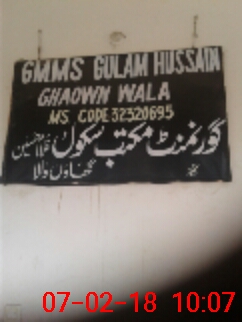 GMMS GULAM HUSSAIN
GHAOWN WALA
MS CODE 32320695
گورنمنٹ مکتب سکول غلام حسین
گھاوں والا
07-02-18 10:07